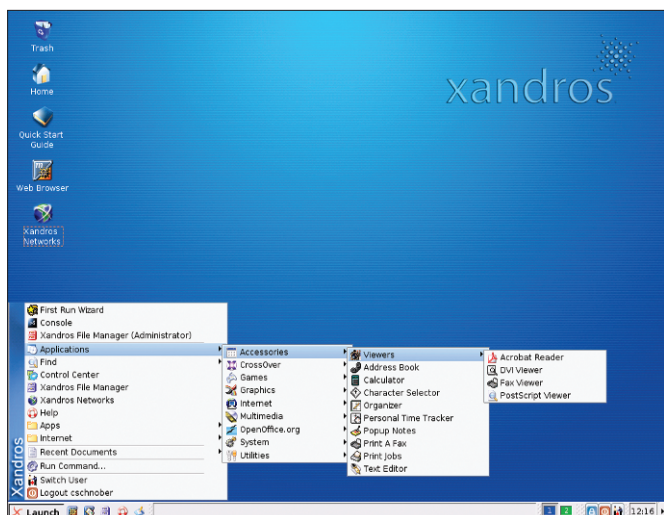 Trash
Home
Quick Start
Guide
Web Browser
Xandros
Networks
xandros
First Run Wizard
Console
Xandros File Manager (Administrator)
Applications
Find
Control Center
Xandros File Manager
Xandros Networks
Help
Apps
Internet
Recent Documents
Run Command...
Switch User
Logout cschnober
Xandros
Accessories
CrossOver
Games
Graphics
Internet
Multimedia
OpenOffice.org
System
Utilities
Viewers
Address Book
Calculator
Character Selector
Organizer
Personal Time Tracker
Popup Notes
Print A Fax
Print Jobs
Text Editor
Acrobat Reader
DVI Viewer
Fax Viewer
PostScript Viewer
Launch
1
2
12:16